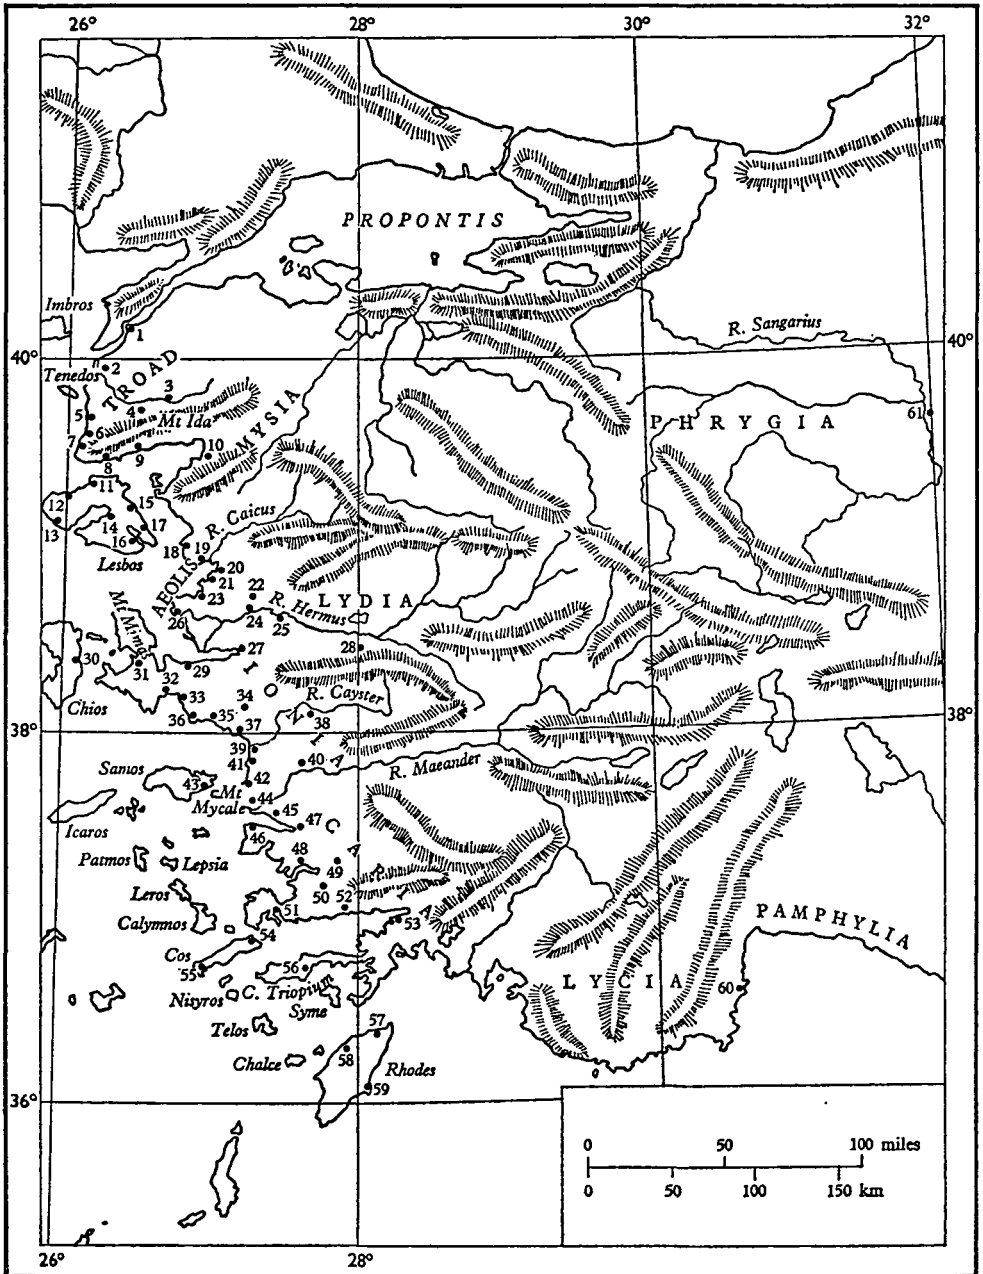 26°
28°
30°
32°
PROPONTIS
Imbros
1
R. Sangarius
40°
40°
2
Tenedos
TROAD
3
4
Mt Ida
5
6
7
MYSIA
PHRYGIA
61
8
9
10
11
12
13
14
15
16
17
Lesbos
R. Caicus
18
19
20
21
22
23
AEOLIS
24
R. Hermus
25
LYDIA
26
Mt Mimas
27
28
29
30
31
IONIA
R. Cayster
32
33
34
35
36
37
38
Chios
38°
38°
39
40
41
R. Maeander
Samos
42
43
Mt
Mycale
44
45
46
47
Icaros
CARIA
Patmos
Lepsia
48
49
50
Leros
51
52
53
Calymnos
54
PAMPHYLIA
Cos
55
56
LYCIA
60
Nisyros
C. Triopium
Syme
Telos
57
58
Chalce
Rhodes
59
36°
0
50
100 miles
0
50
100
150 km
26°
28°